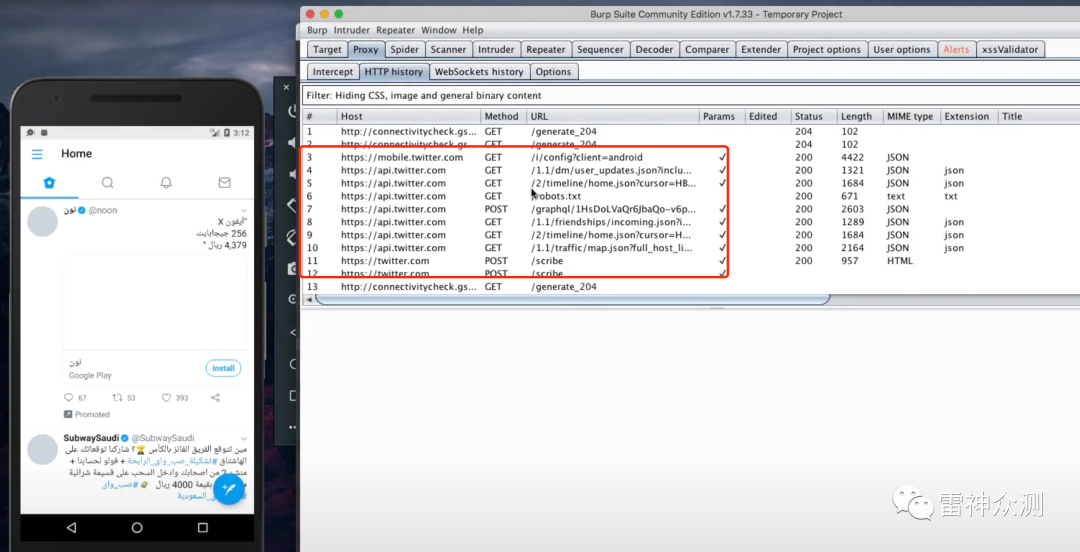 Burp Suite Community Edition v1.7.33 - Temporary Project
Burp Intruder Repeater Window Help
Target Proxy Spider Scanner Intruder Repeater Sequencer Decoder Comparer Extender Project options User options Alerts xssValidator
Intercept HTTP history WebSockets history Options
Filter: Hiding CSS, image and general binary content
# Host Method URL Params Edited Status Length MIME type Extension Title
1 http://connectivitycheck.gs... GET /generate_204 204 102
2 http://connectivitycheck.gs... GET /generate_204 204 102
3 https://mobile.twitter.com GET /i/config?client=android ✓ 200 4422 JSON
4 https://api.twitter.com GET /1.1/dm/user_updates.json?inclu... ✓ 200 1321 JSON json
5 https://api.twitter.com GET /2/timeline/home.json?cursor=HB... ✓ 200 1684 JSON json
6 https://api.twitter.com GET /robots.txt 200 671 text txt
7 https://api.twitter.com POST /graphql/1HsDoLVaQr6JbaQo-v6p... ✓ 200 2603 JSON
8 https://api.twitter.com GET /1.1/friendships/incoming.json?i... ✓ 200 1289 JSON json
9 https://api.twitter.com GET /2/timeline/home.json?cursor=H... ✓ 200 1684 JSON json
10 https://api.twitter.com GET /1.1/traffic/map.json?full_host_li... ✓ 200 2164 JSON json
11 https://twitter.com POST /scribe ✓ 200 957 HTML
12 https://twitter.com POST /scribe ✓
13 http://connectivitycheck.gs... GET /generate_204
3:12
Home
نون @noon
"آيفون X
256 جيجابايت
4,379 ريال "
نون
Google Play
Install
67 53 393
Promoted
SubwaySaudi @SubwaySaudi
مين تتوقع الفريق الفائز بالكأس 🏆؟ شاركنا توقعاتك على
الهاشتاق #تشكيلة_صب_واي_الرابحة + فولو لحسابنا +
منشن 2 من اصحابك وادخل السحب على قسيمة شرائية
بقيمة 4000 ريال #صب_واي
السعودية
雷神众测